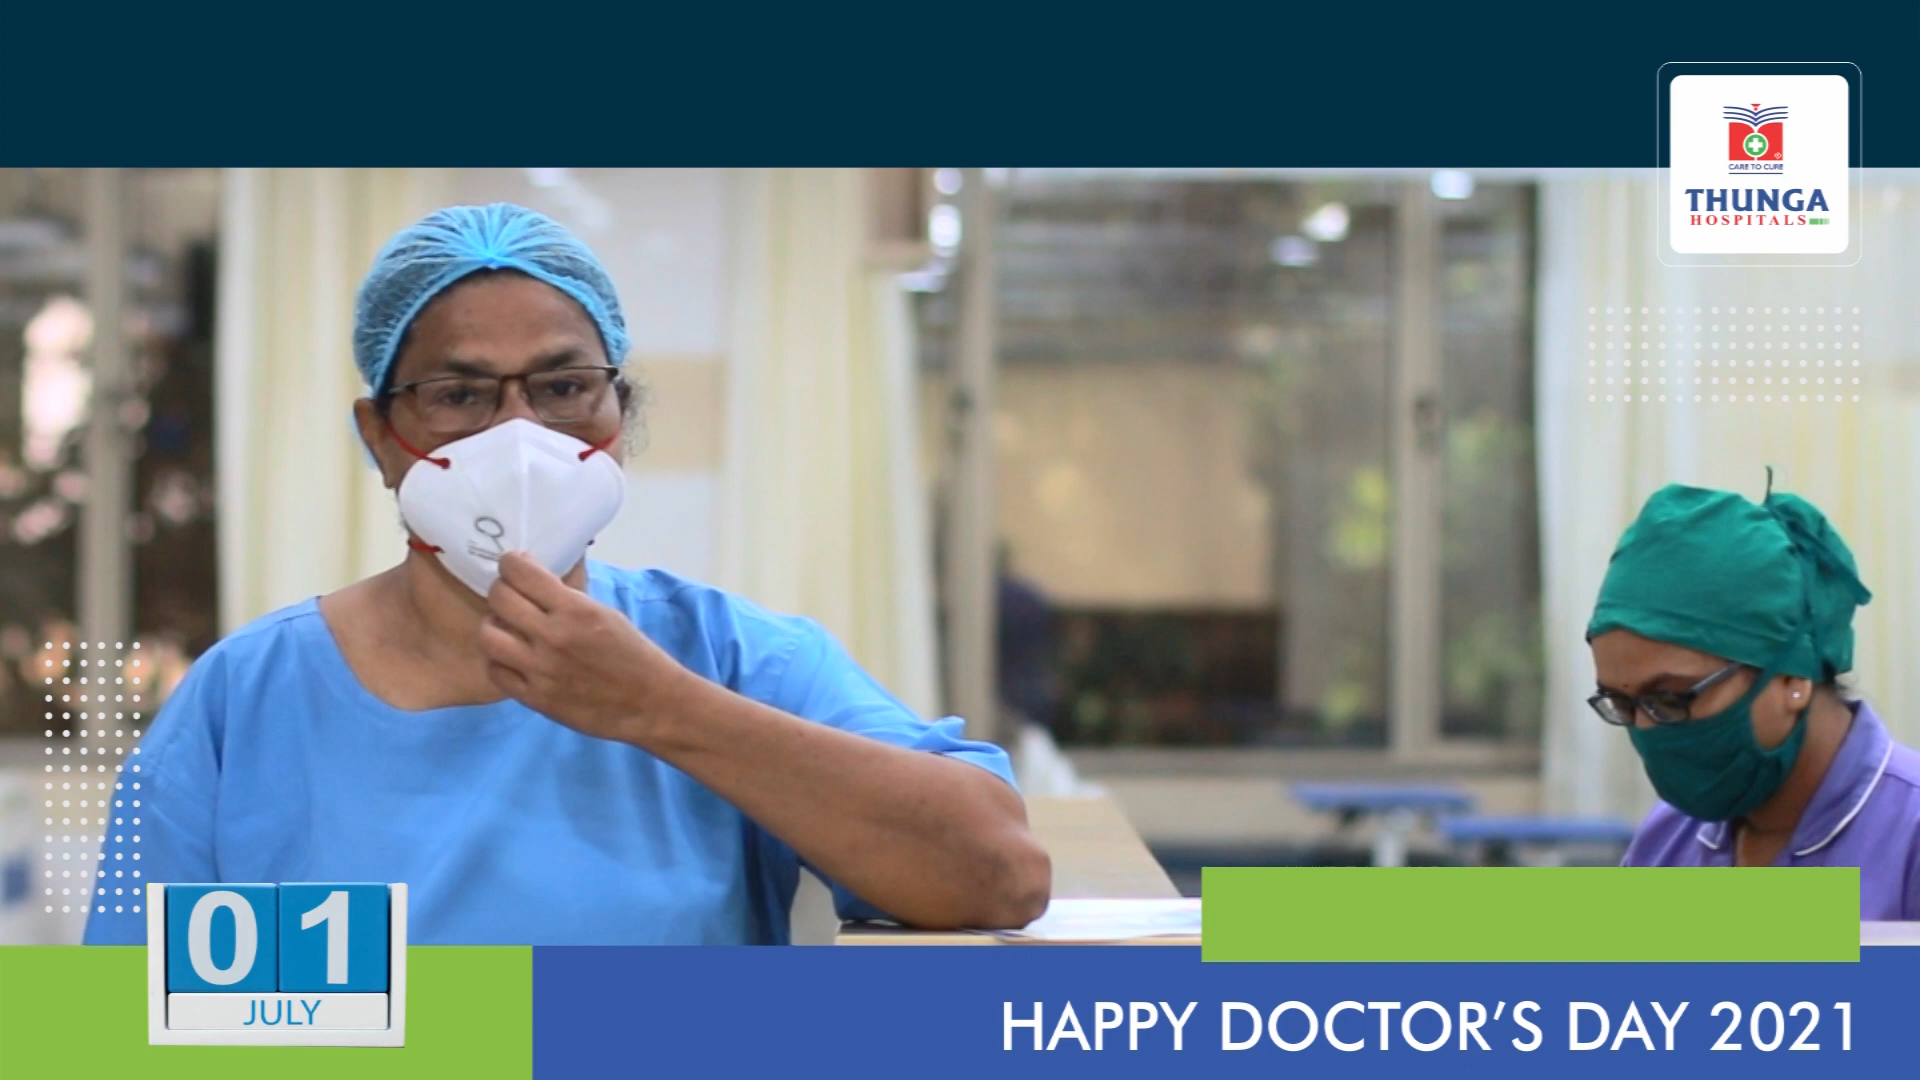 CARE TO CURE
THUNGA
HOSPITALS
01
JULY
HAPPY DOCTOR'S DAY 2021